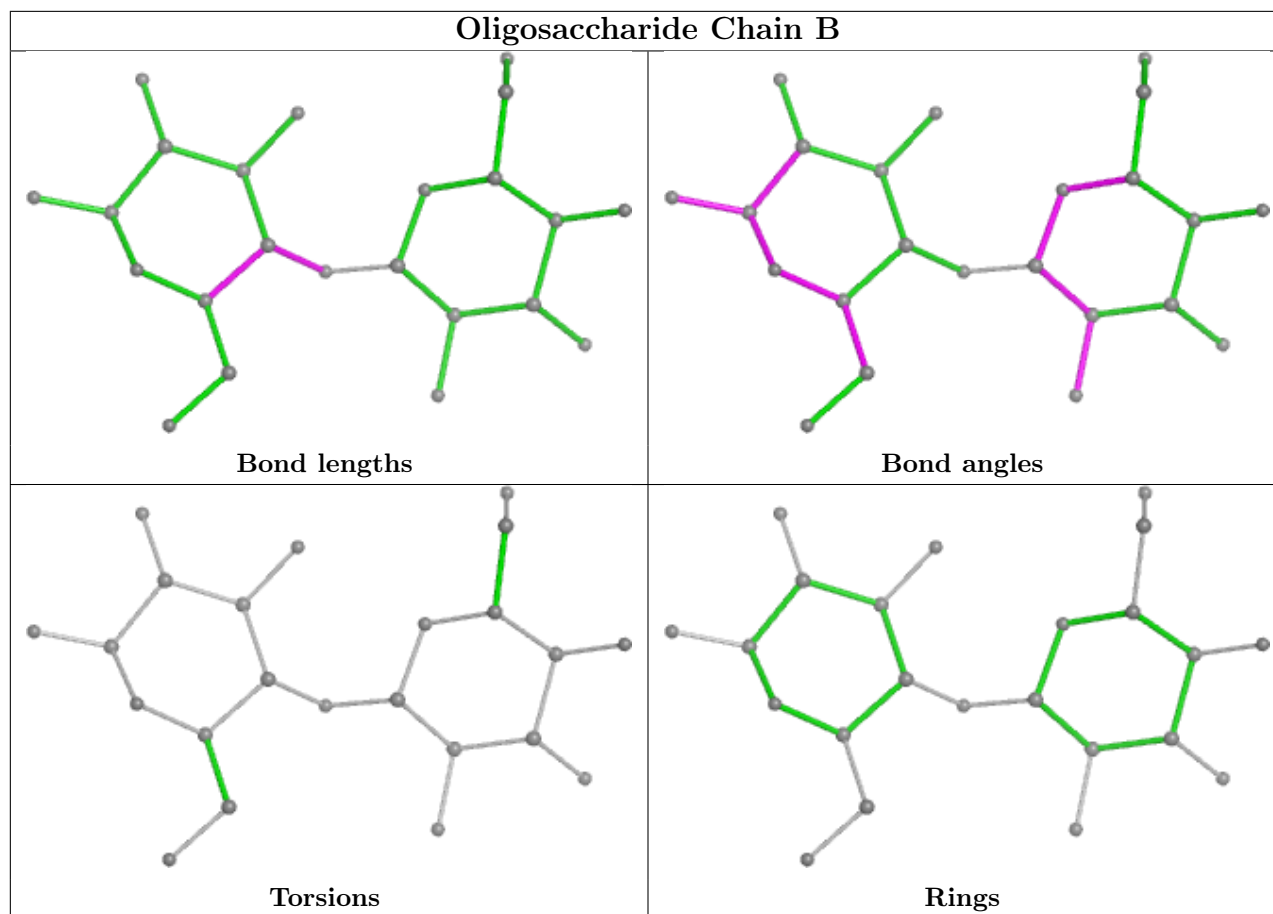 Oligosaccharide Chain B
Bond lengths
Bond angles
Torsions
Rings